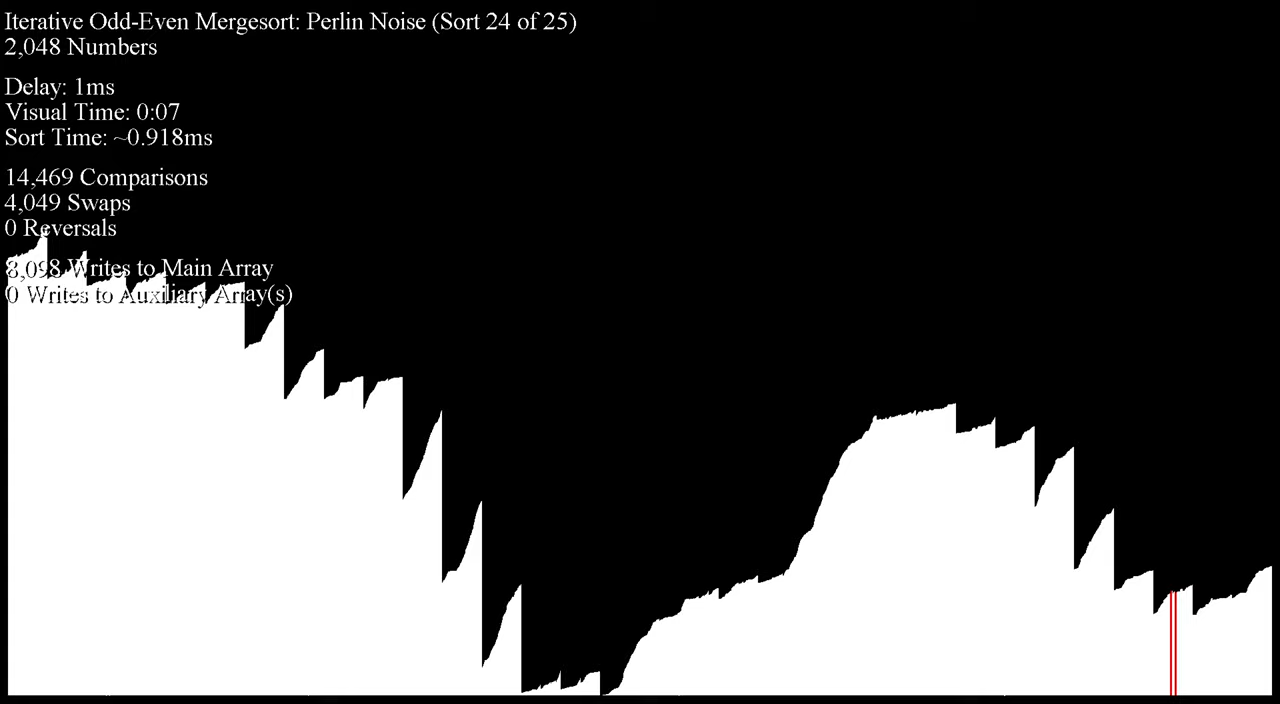 Iterative Odd-Even Mergesort: Perlin Noise (Sort 24 of 25)
2,048 Numbers
Delay: 1ms
Visual Time: 0:07
Sort Time: ~0.918ms
14,469 Comparisons
4,049 Swaps
0 Reversals
8,098 Writes to Main Array
0 Writes to Auxiliary Array(s)